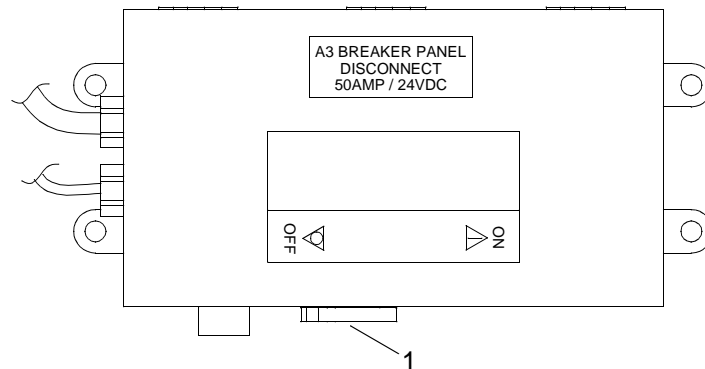 A3 BREAKER PANEL
DISCONNECT
50AMP / 24VDC
OFF
ON
1